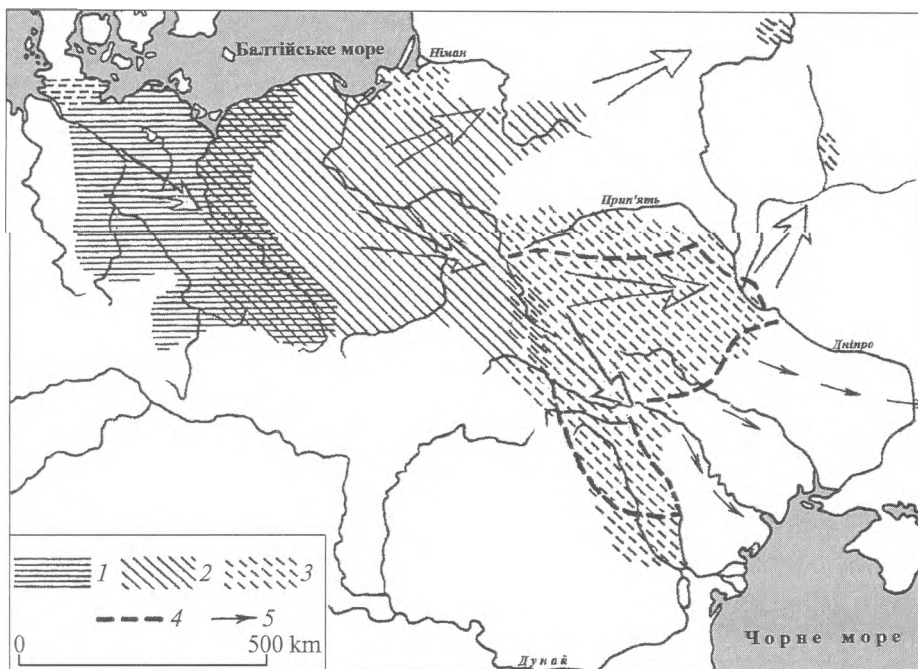 Балтійське море
Німан
Прип'ять
Дніпро
1 2 3
4 5
0 500 km
Дунай
Чорне море